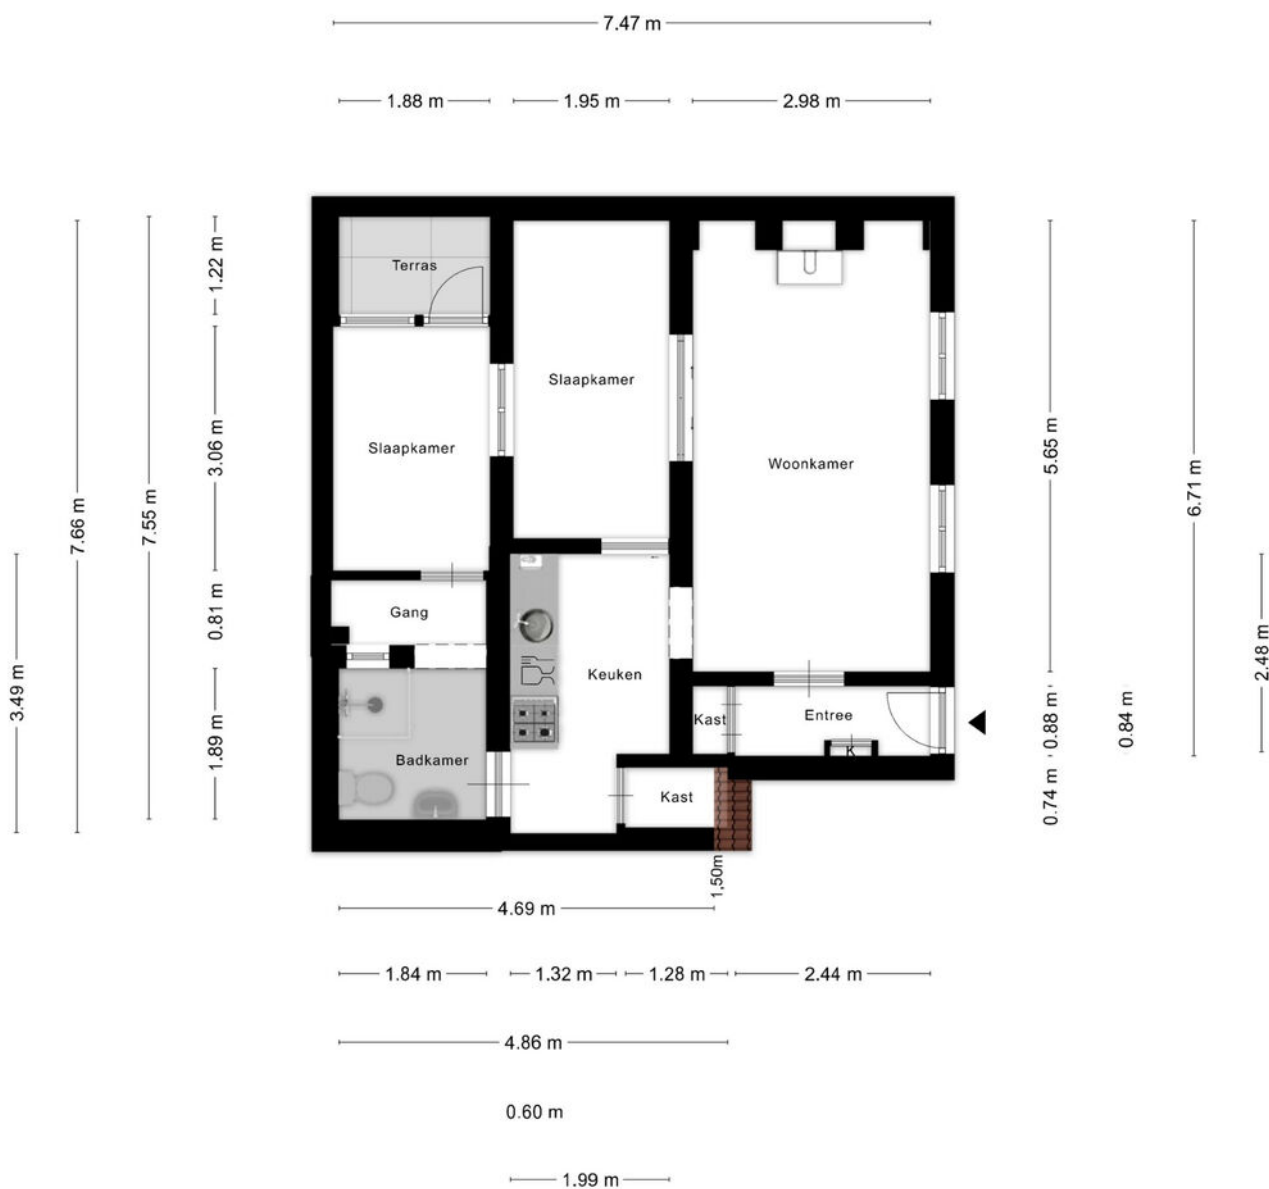 7.47 m
1.88 m
1.95 m
2.98 m
1.22 m
Terras
Slaapkamer
5.65 m
Slaapkamer
3.06 m
Woonkamer
6.71 m
7.66 m
7.55 m
0.81 m
Gang
2.48 m
3.49 m
Keuken
Kast
Entree
0.88 m
0.84 m
1.89 m
Badkamer
K
Kast
0.74 m
1.50m
4.69 m
1.84 m
1.32 m
1.28 m
2.44 m
4.86 m
0.60 m
1.99 m